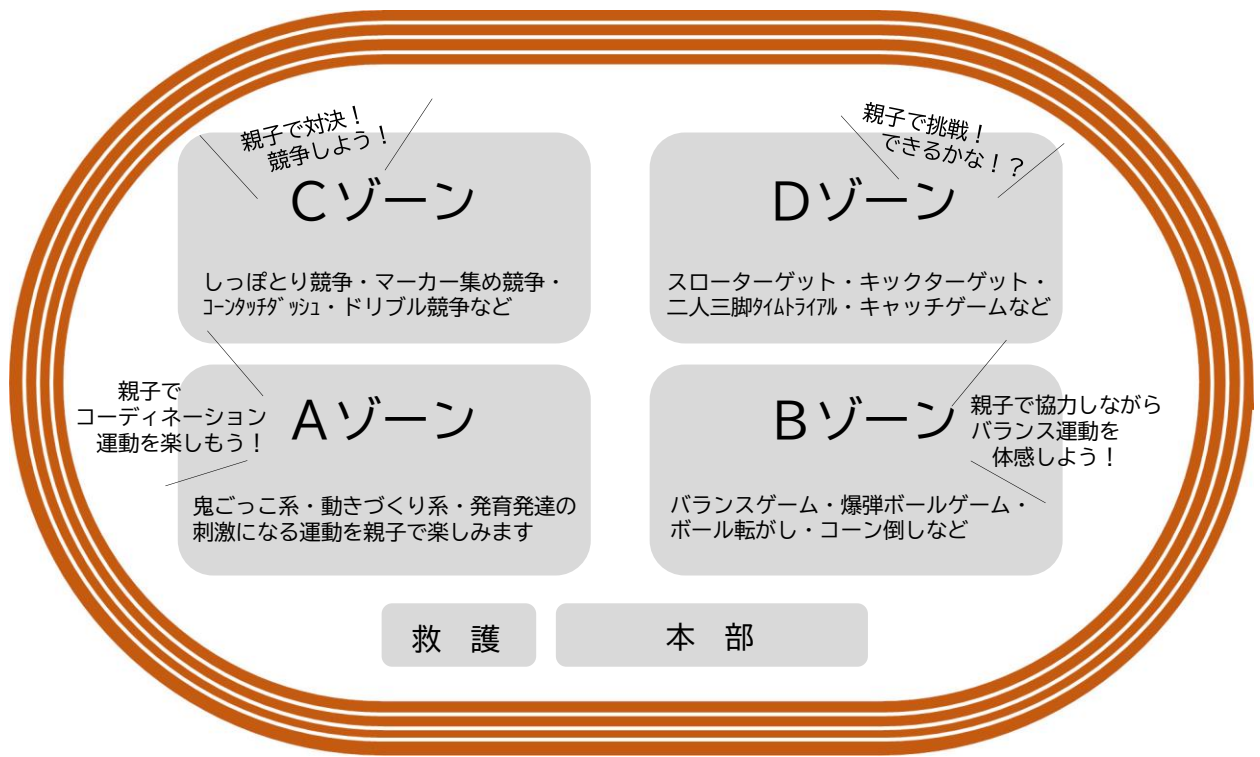 親子で対決！
競争しよう！
Cゾーン
しっぽとり競争・マーカー集め競争・
ｺｰﾝﾀｯﾁﾀﾞｯｼｭ・ドリブル競争など
親子で挑戦！
できるかな！？
Dゾーン
スローターゲット・キックターゲット・
二人三脚ﾀｲﾑﾄﾗｲｱﾙ・キャッチゲームなど
親子で
コーディネーション
運動を楽しもう！
Aゾーン
鬼ごっこ系・動きづくり系・発育発達の
刺激になる運動を親子で楽しみます
Bゾーン
親子で協力しながら
バランス運動を
体感しよう！
バランスゲーム・爆弾ボールゲーム・
ボール転がし・コーン倒しなど
救　護
本　部